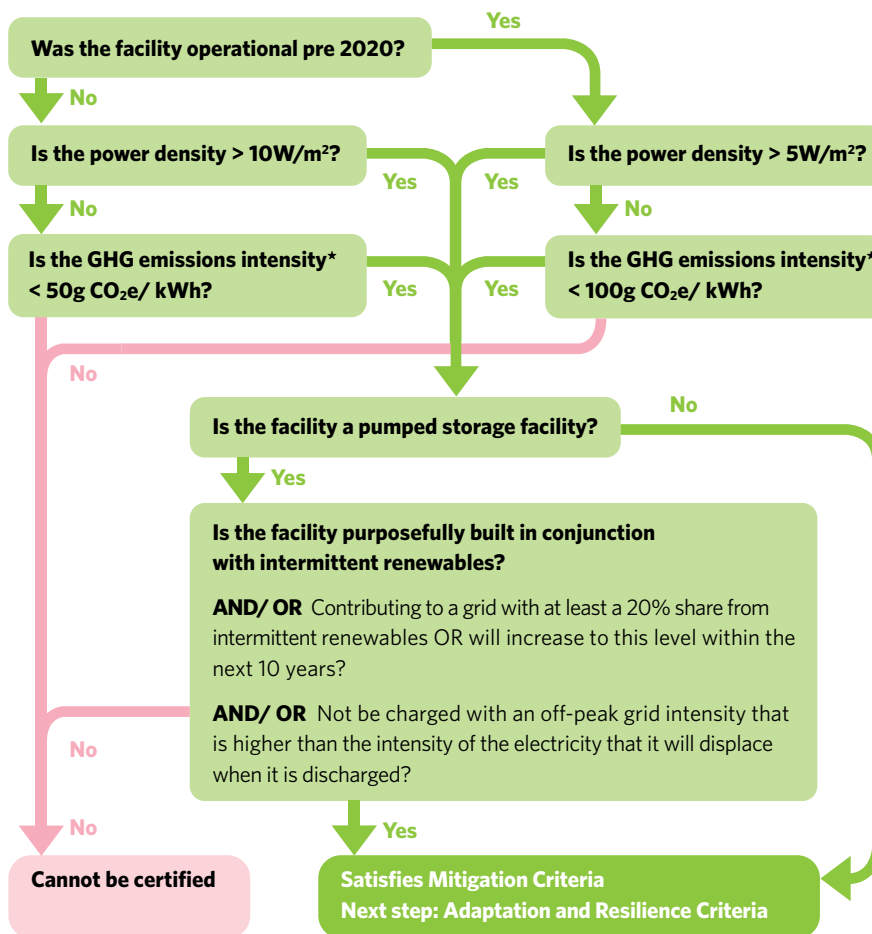 Was the facility operational pre 2020?
Yes
No
Is the power density > 10W/m²?
Yes
Yes
Is the power density > 5W/m²?
No
No
Is the GHG emissions intensity*
< 50g CO₂e/ kWh?
Yes
Yes
Is the GHG emissions intensity*
< 100g CO₂e/ kWh?
No
Is the facility a pumped storage facility?
No
Yes
Is the facility purposefully built in conjunction
with intermittent renewables?
AND/ OR Contributing to a grid with at least a 20% share from
intermittent renewables OR will increase to this level within the
next 10 years?
AND/ OR Not be charged with an off-peak grid intensity that
is higher than the intensity of the electricity that it will displace
when it is discharged?
No
No
Yes
Cannot be certified
Satisfies Mitigation Criteria
Next step: Adaptation and Resilience Criteria